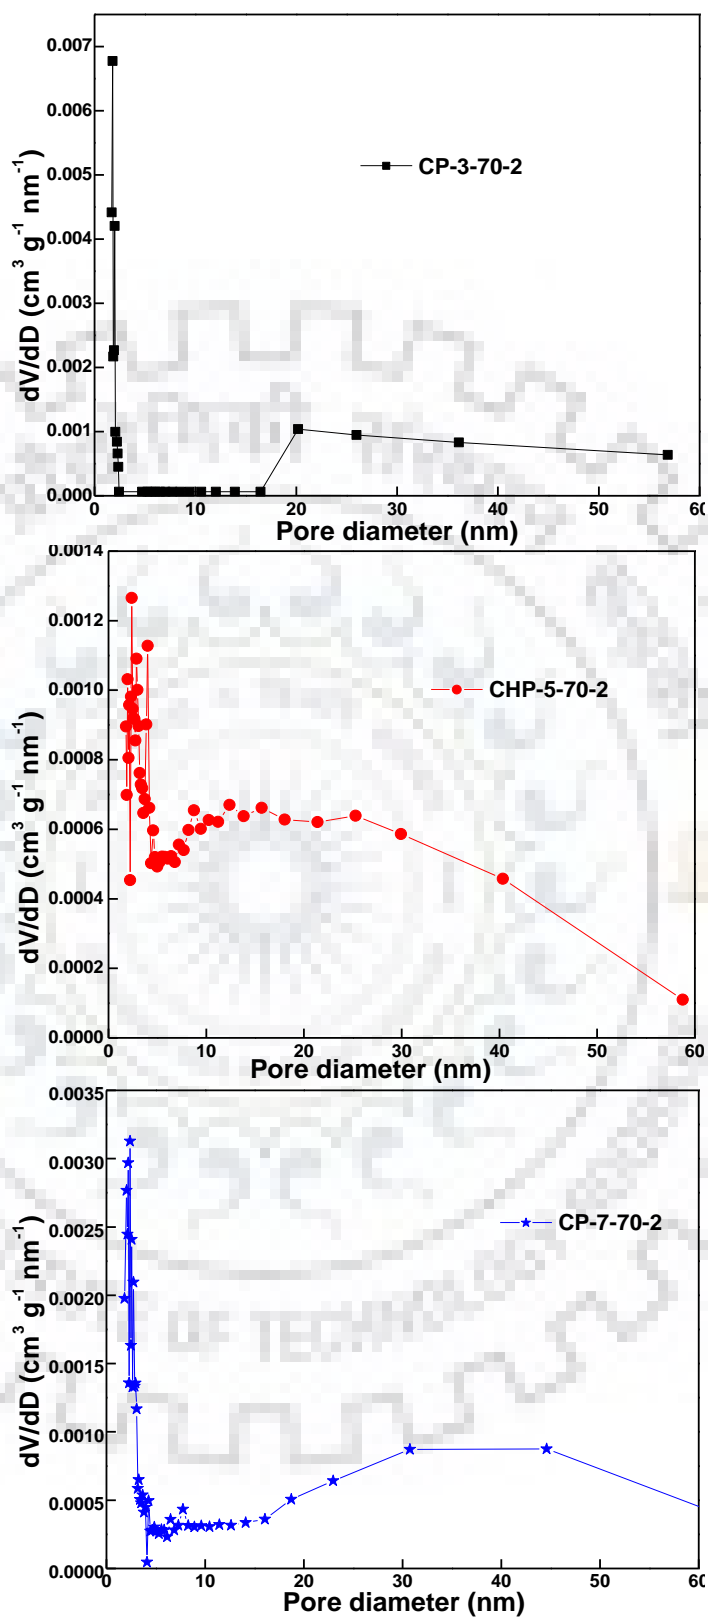 0.007
0.006
0.005
0.004
0.003
0.002
0.001
0.000
dV/dD (cm³ g⁻¹ nm⁻¹)
CP-3-70-2
0 10 20 30 40 50 60
Pore diameter (nm)
0.0014
0.0012
0.0010
0.0008
0.0006
0.0004
0.0002
0.0000
dV/dD (cm³ g⁻¹ nm⁻¹)
CHP-5-70-2
0 10 20 30 40 50 60
Pore diameter (nm)
0.0035
0.0030
0.0025
0.0020
0.0015
0.0010
0.0005
0.0000
dV/dD (cm³ g⁻¹ nm⁻¹)
CP-7-70-2
0 10 20 30 40 50 60
Pore diameter (nm)
OF TECHNO